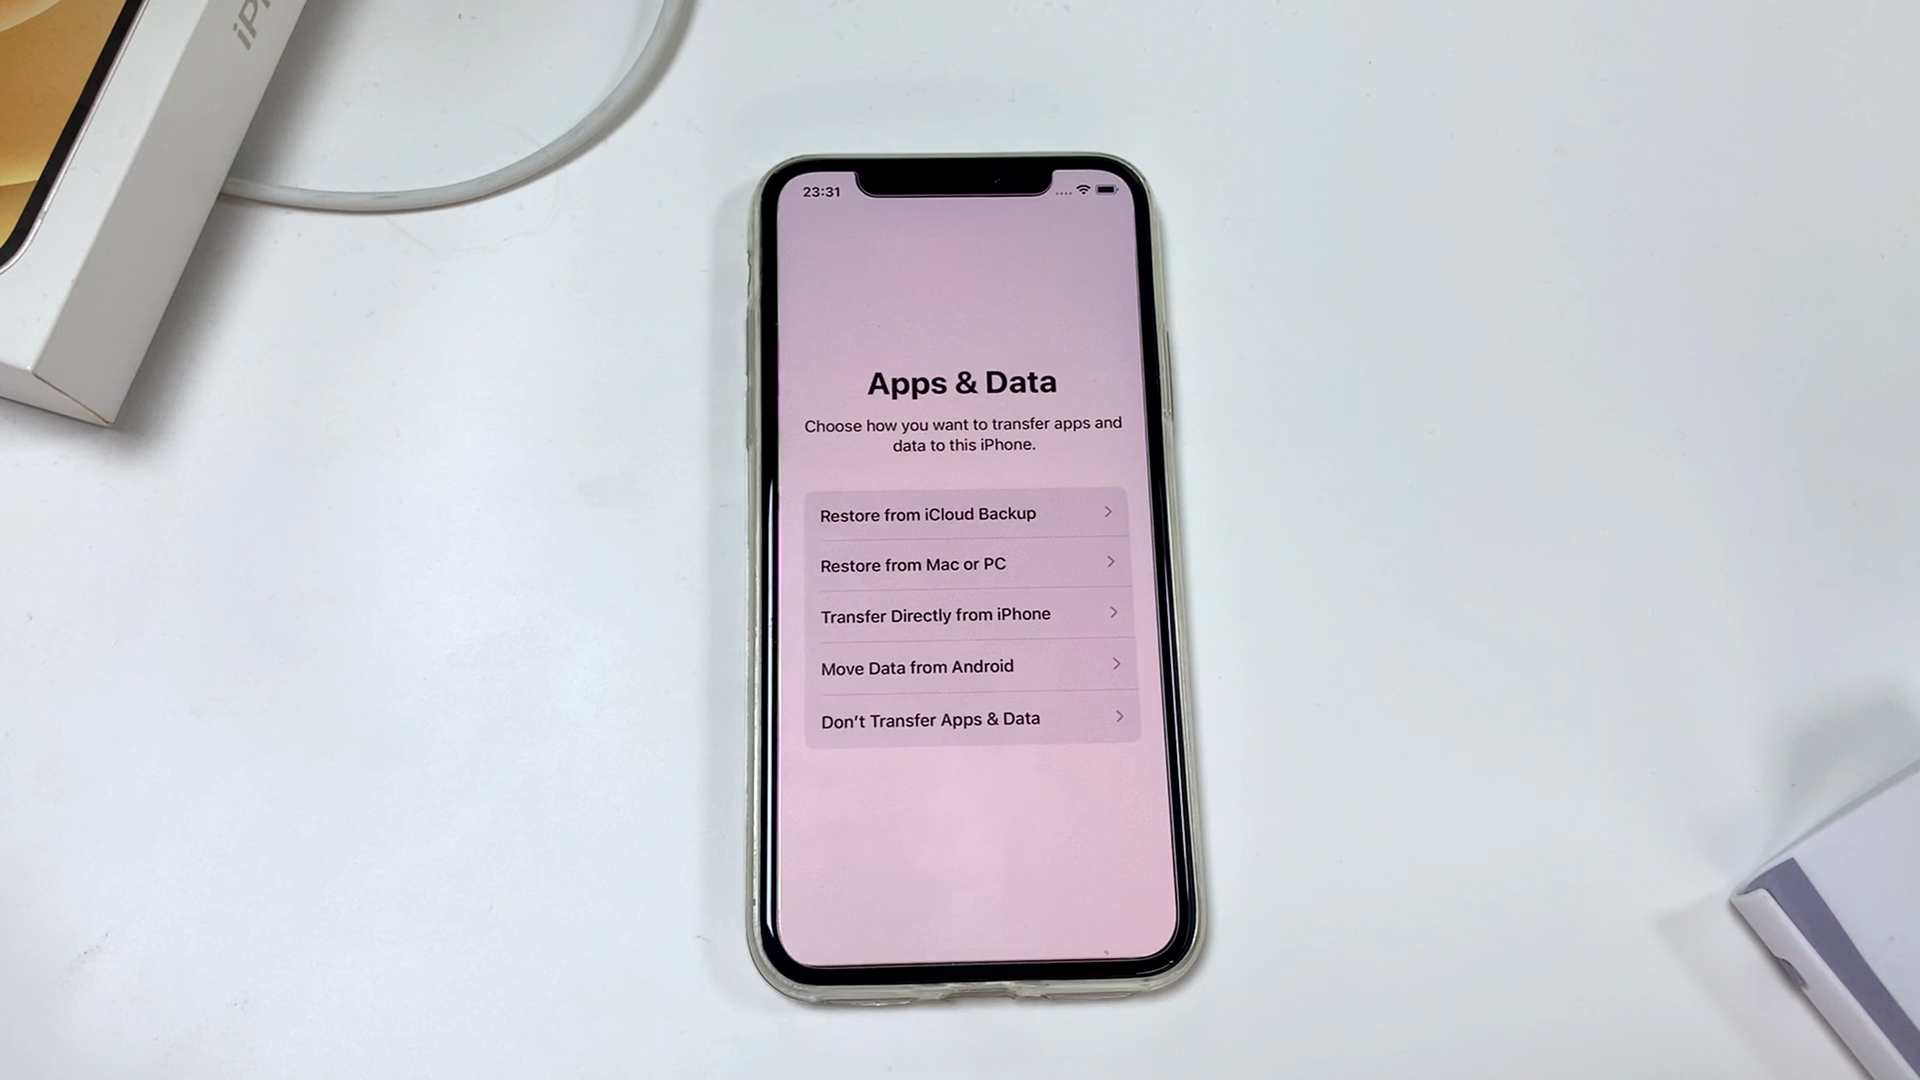 23:31
Apps & Data
Choose how you want to transfer apps and
data to this iPhone.
Restore from iCloud Backup
Restore from Mac or PC
Transfer Directly from iPhone
Move Data from Android
Don’t Transfer Apps & Data